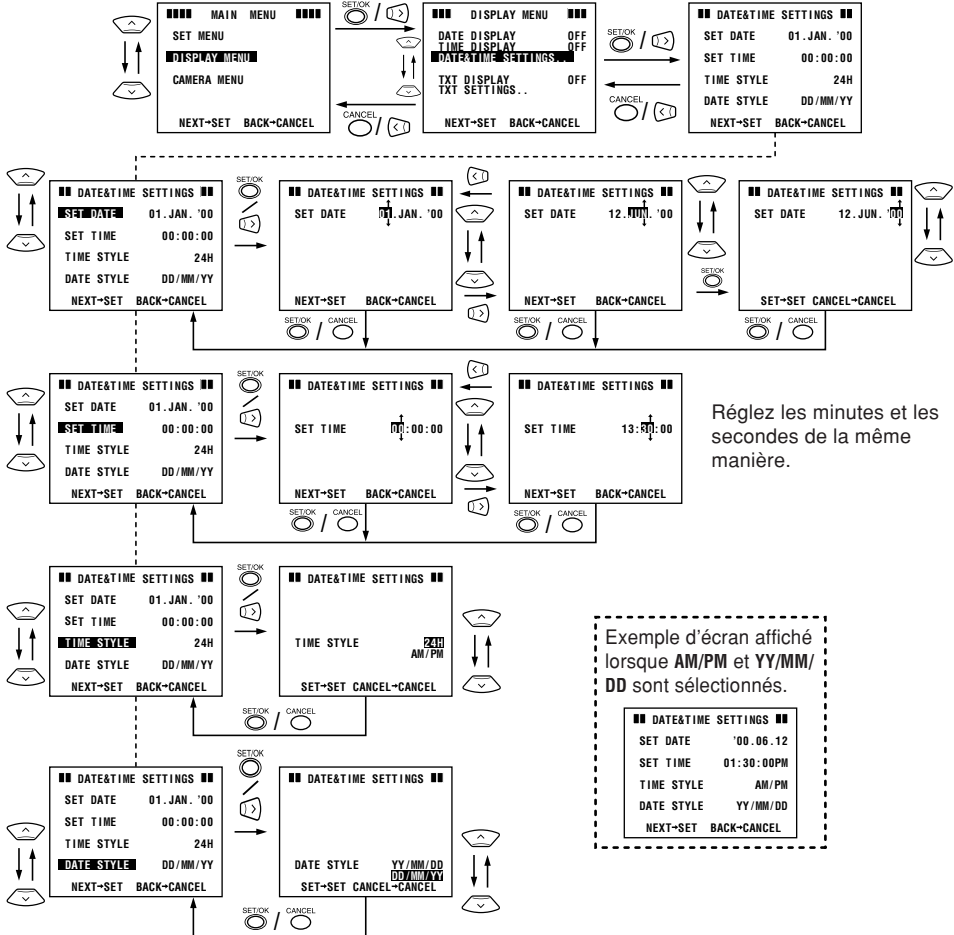 MAIN MENU
SET MENU
DISPLAY MENU
CAMERA MENU
NEXT→SET BACK→CANCEL
SET/OK
/
CANCEL
/
DISPLAY MENU
DATE DISPLAY OFF
TIME DISPLAY OFF
DATE&TIME SETTINGS..
TXT DISPLAY OFF
TXT SETTINGS..
NEXT→SET BACK→CANCEL
SET/OK
/
CANCEL
/
DATE&TIME SETTINGS
SET DATE 01.JAN.'00
SET TIME 00:00:00
TIME STYLE 24H
DATE STYLE DD/MM/YY
NEXT→SET BACK→CANCEL
DATE&TIME SETTINGS
SET DATE 01.JAN.'00
SET TIME 00:00:00
TIME STYLE 24H
DATE STYLE DD/MM/YY
NEXT→SET BACK→CANCEL
SET/OK
/
DATE&TIME SETTINGS
SET DATE 01.JAN.'00
NEXT→SET BACK→CANCEL
SET/OK / CANCEL
DATE&TIME SETTINGS
SET DATE 12.JUN.'00
NEXT→SET BACK→CANCEL
SET/OK / CANCEL
SET/OK
DATE&TIME SETTINGS
SET DATE 12.JUN.'00
SET→SET CANCEL→CANCEL
SET/OK / CANCEL
DATE&TIME SETTINGS
SET DATE 01.JAN.'00
SET TIME 00:00:00
TIME STYLE 24H
DATE STYLE DD/MM/YY
NEXT→SET BACK→CANCEL
SET/OK
/
DATE&TIME SETTINGS
SET TIME 00:00:00
NEXT→SET BACK→CANCEL
SET/OK / CANCEL
DATE&TIME SETTINGS
SET TIME 13:30:00
NEXT→SET BACK→CANCEL
SET/OK / CANCEL
Réglez les minutes et les
secondes de la même
manière.
DATE&TIME SETTINGS
SET DATE 01.JAN.'00
SET TIME 00:00:00
TIME STYLE 24H
DATE STYLE DD/MM/YY
NEXT→SET BACK→CANCEL
SET/OK
/
DATE&TIME SETTINGS
TIME STYLE 24H
AM/PM
SET→SET CANCEL→CANCEL
SET/OK / CANCEL
Exemple d'écran affiché
lorsque AM/PM et YY/MM/
DD sont sélectionnés.
DATE&TIME SETTINGS
SET DATE '00.06.12
SET TIME 01:30:00PM
TIME STYLE AM/PM
DATE STYLE YY/MM/DD
NEXT→SET BACK→CANCEL
DATE&TIME SETTINGS
SET DATE 01.JAN.'00
SET TIME 00:00:00
TIME STYLE 24H
DATE STYLE DD/MM/YY
NEXT→SET BACK→CANCEL
SET/OK
/
DATE&TIME SETTINGS
DATE STYLE YY/MM/DD
DD/MM/YY
SET→SET CANCEL→CANCEL
SET/OK / CANCEL